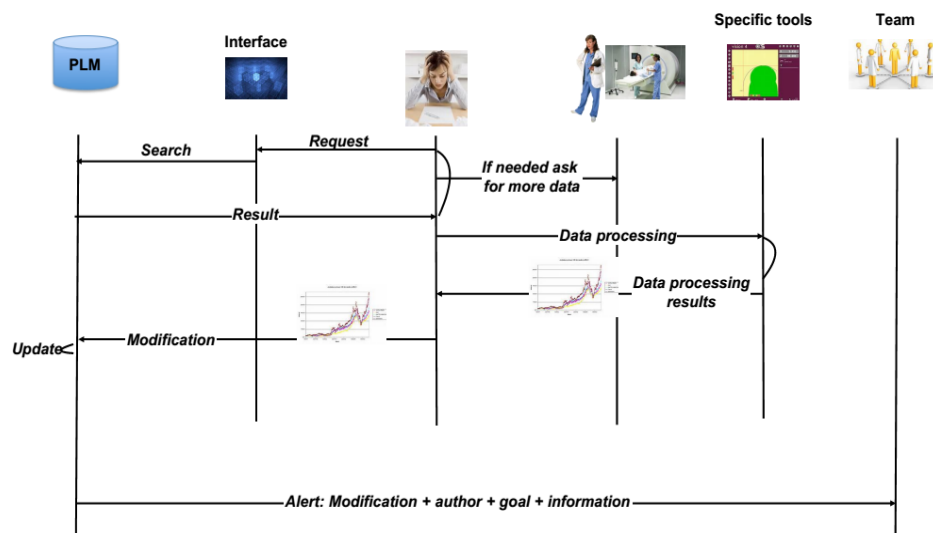 Specific tools
Team
Interface
PLM
Search
Request
If needed ask
for more data
Result
Data processing
Data processing
results
Modification
Update
Alert: Modification + author + goal + information